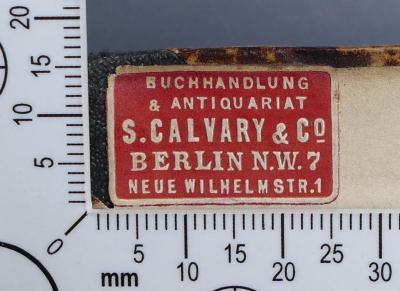 BUCHHANDLUNG
& ANTIQUARIAT
S. CALVARY & CO
BERLIN N.W. 7
NEUE WILHELMSTR. 1
20
15
10
5
0
mm
5
10
15
20
25
30